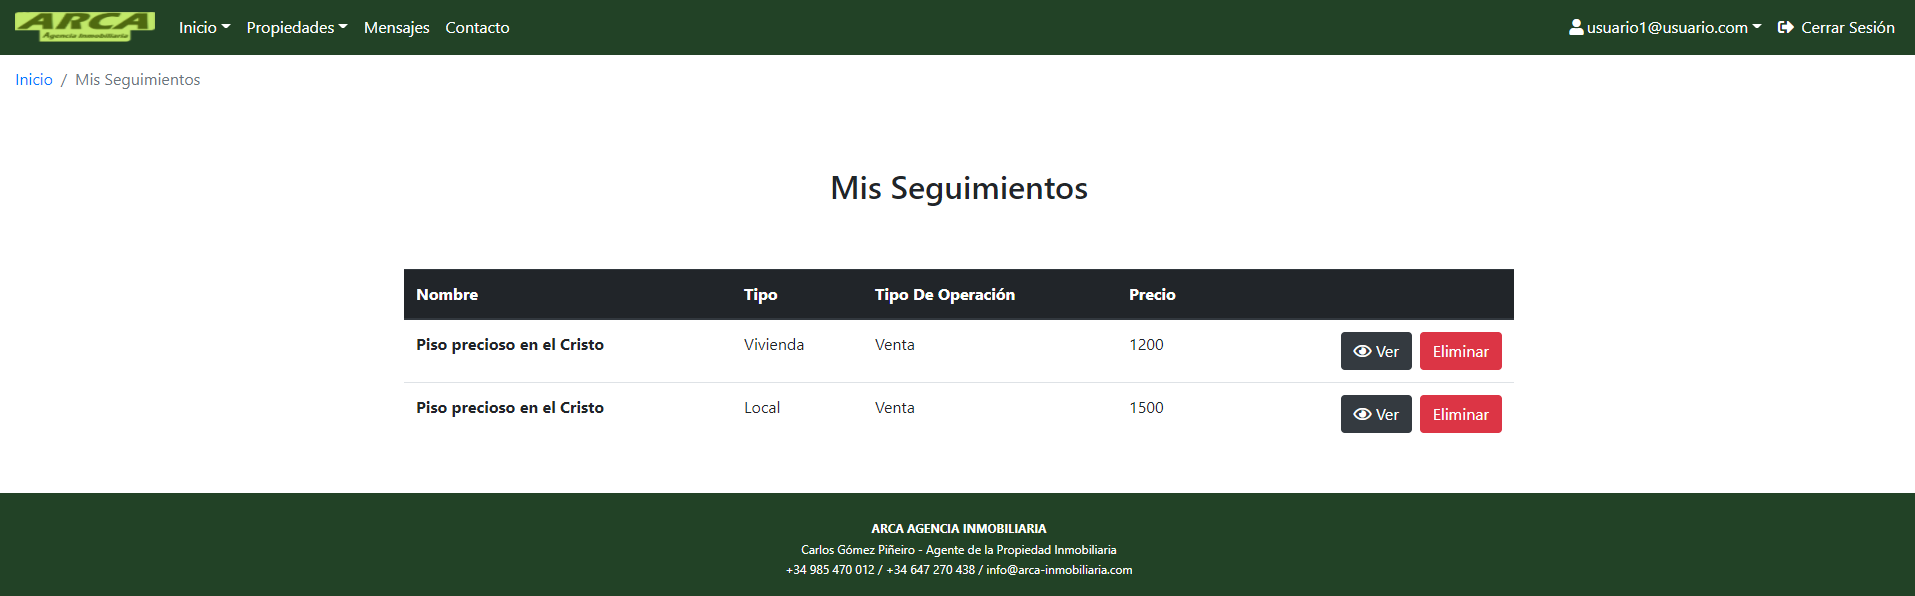 ARCA
Agencia Inmobiliaria
Inicio Propiedades Mensajes Contacto usuario1@usuario.com Cerrar Sesión
Inicio / Mis Seguimientos
Mis Seguimientos
Nombre Tipo Tipo De Operación Precio
Piso precioso en el Cristo Vivienda Venta 1200 Ver Eliminar
Piso precioso en el Cristo Local Venta 1500 Ver Eliminar
ARCA AGENCIA INMOBILIARIA
Carlos Gómez Piñeiro - Agente de la Propiedad Inmobiliaria
+34 985 470 012 / +34 647 270 438 / info@arca-inmobiliaria.com